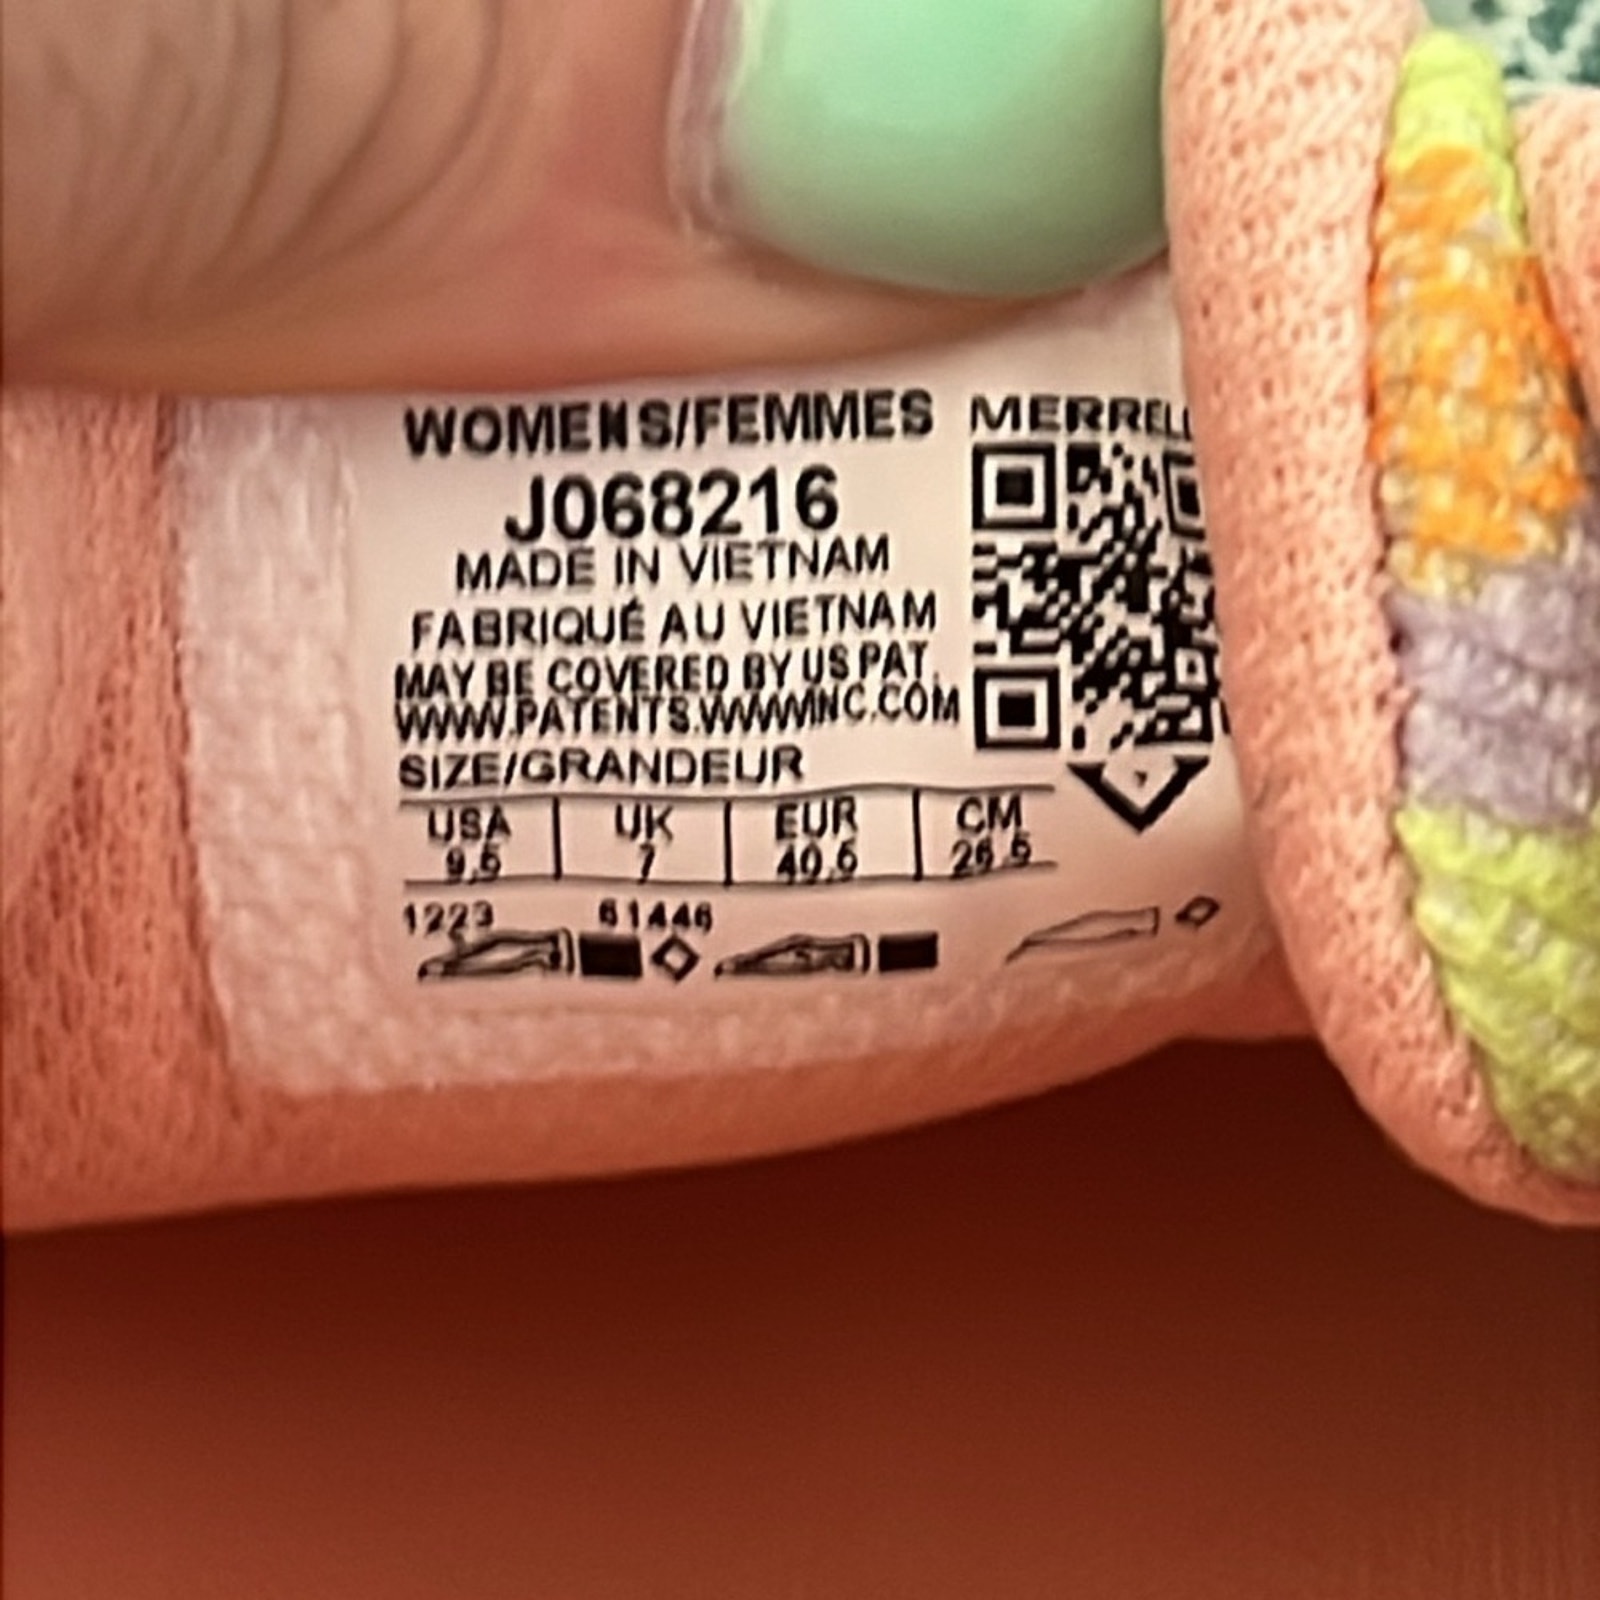 WOMENS/FEMMES MERRELL
J068216
MADE IN VIETNAM
FABRIQUÉ AU VIETNAM
MAY BE COVERED BY US PAT.
WWW.PATENTS.WWWINC.COM
SIZE/GRANDEUR
USA UK EUR CM
9.5 7 40.5 26.5
1223 61446